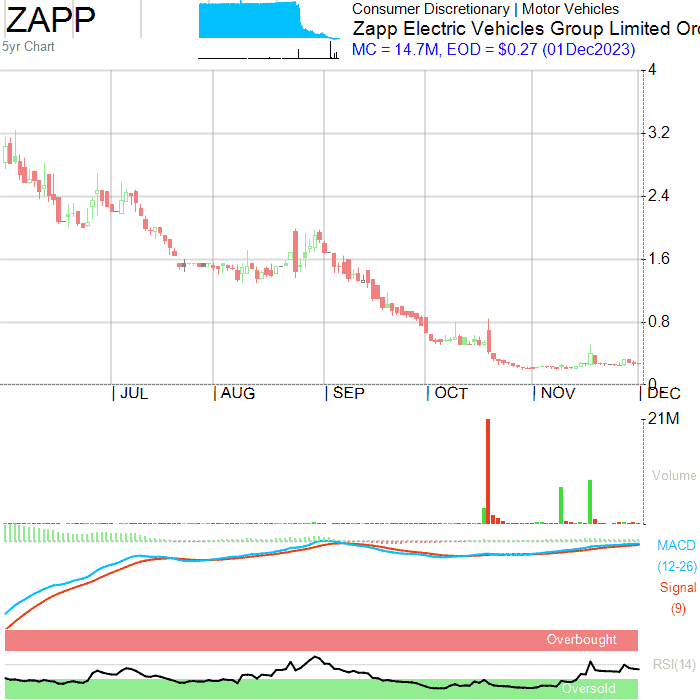 ZAPP
5yr Chart
Consumer Discretionary | Motor Vehicles
Zapp Electric Vehicles Group Limited Ord
MC = 14.7M, EOD = $0.27 (01Dec2023)
4
3.2
2.4
1.6
0.8
0
| JUL | AUG | SEP | OCT | NOV | DEC
21M
Volume
MACD
(12-26)
Signal
(9)
Overbought
RSI(14)
Oversold